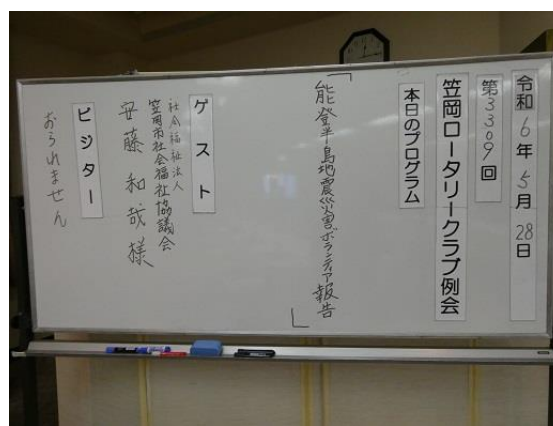 令和6年5月28日
第3309回
笠岡ロータリークラブ例会
本日のプログラム
「能登半島地震災害ボランティア報告」
ゲスト
社会福祉法人
笠岡市社会福祉協議会
安藤和哉様
ビジター
おられません